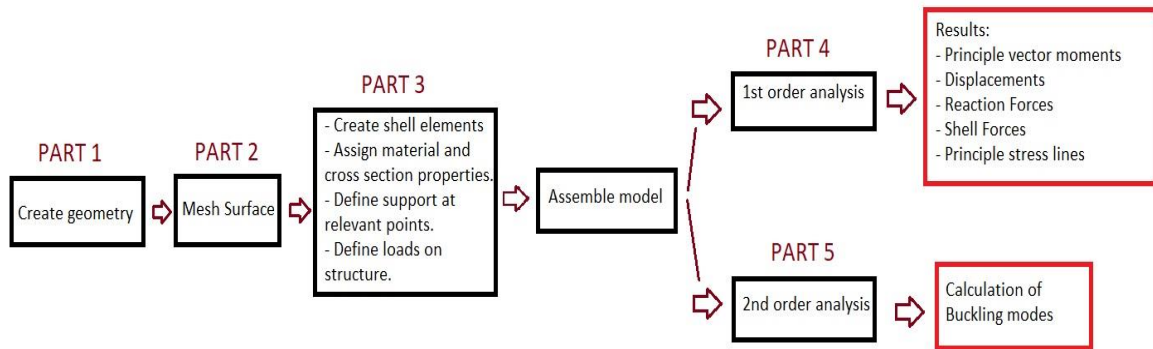 PART 1
Create geometry
PART 2
Mesh Surface
PART 3
- Create shell elements
- Assign material and
cross section properties.
- Define support at
relevant points.
- Define loads on
structure.
Assemble model
PART 4
1st order analysis
Results:
- Principle vector moments
- Displacements
- Reaction Forces
- Shell Forces
- Principle stress lines
PART 5
2nd order analysis
Calculation of
Buckling modes